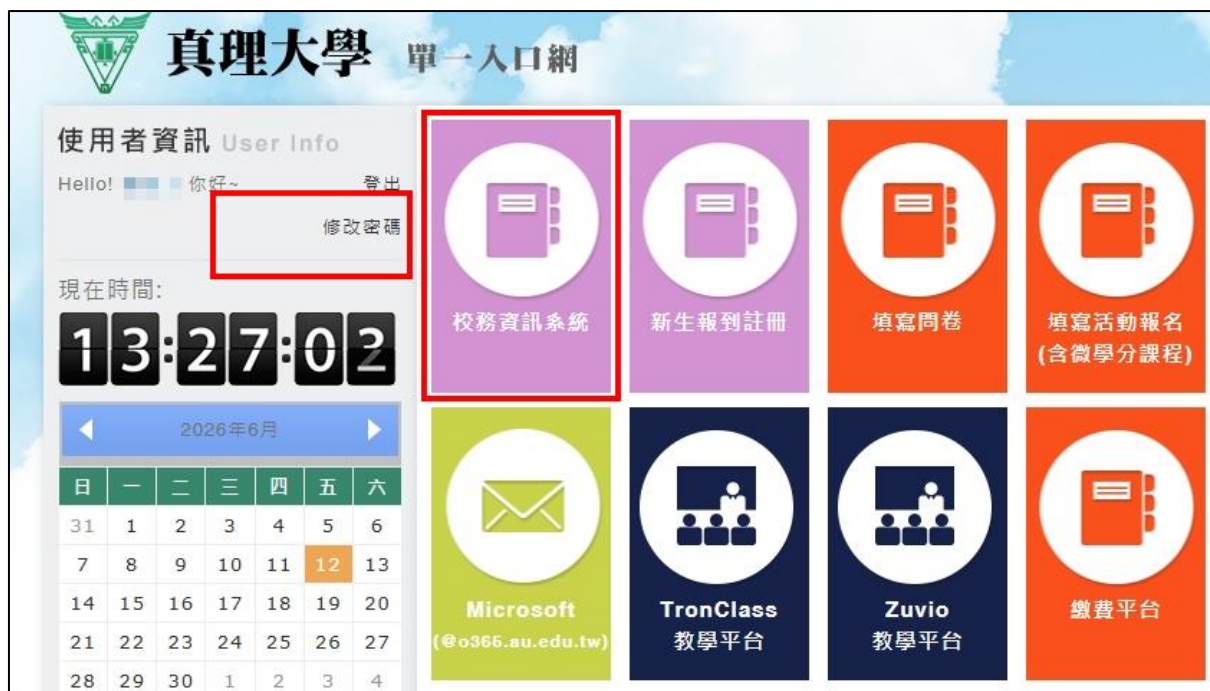 真理大學 單一入口網
使用者資訊 User Info
Hello! 你好~ 登出
修改密碼
現在時間:
13:27:02
2026年6月
日 一 二 三 四 五 六
31 1 2 3 4 5 6
7 8 9 10 11 12 13
14 15 16 17 18 19 20
21 22 23 24 25 26 27
28 29 30 1 2 3 4
校務資訊系統
新生報到註冊
填寫問卷
填寫活動報名
(含微學分課程)
Microsoft
(@o365.au.edu.tw)
TronClass
教學平台
Zuvio
教學平台
繳費平台